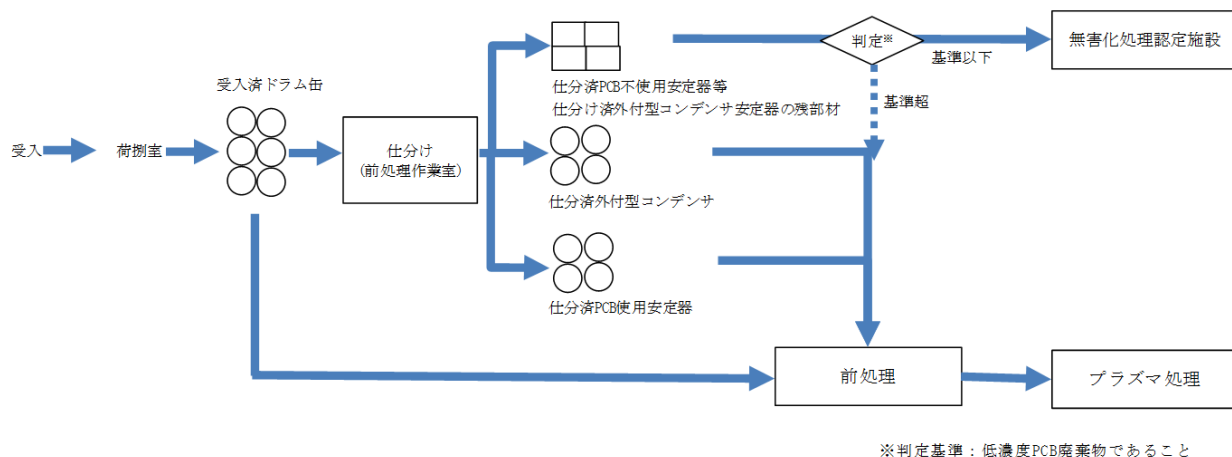 判定※
無害化処理認定施設
基準以下
受入済ドラム缶
仕分済PCB不使用安定器等
仕分け済外付型コンデンサ安定器の残部材
基準超
受入
荷捌室
仕分け
(前処理作業室)
仕分済外付型コンデンサ
仕分済PCB使用安定器
前処理
プラズマ処理
※判定基準：低濃度PCB廃棄物であること